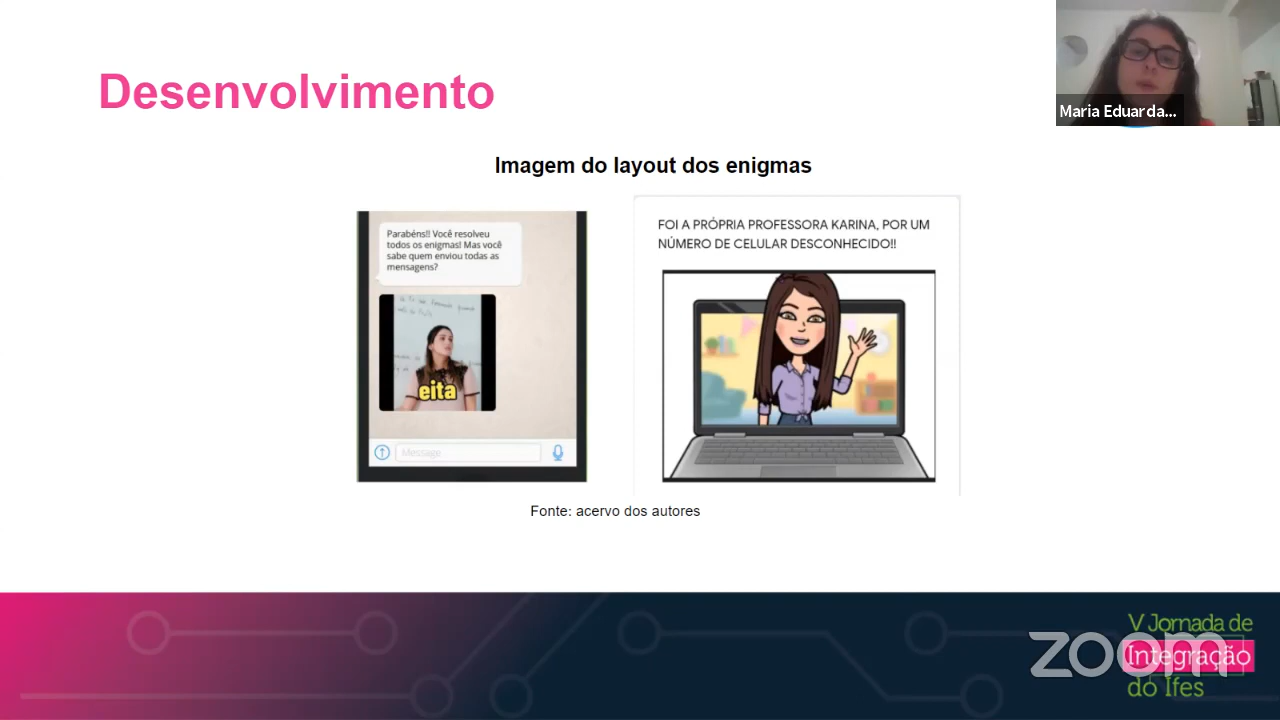 Desenvolvimento
Maria Eduarda...
Imagem do layout dos enigmas
Parabéns!! Você resolveu
todos os enigmas! Mas você
sabe quem enviou todas as
mensagens?
eita
Message
FOI A PRÓPRIA PROFESSORA KARINA, POR UM
NÚMERO DE CELULAR DESCONHECIDO!!
Fonte: acervo dos autores
V Jornada de
Integração
do Ifes
zoom